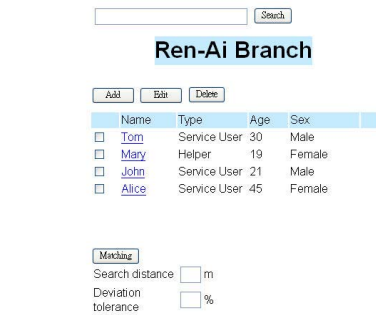 Search
Ren-Ai Branch
Add Edit Delete
Name Type Age Sex
Tom Service User 30 Male
Mary Helper 19 Female
John Service User 21 Male
Alice Service User 45 Female
Matching
Search distance m
Deviation
tolerance %